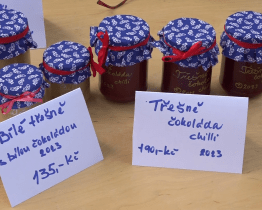 Bílé třešně
s bílou čokoládou
2023
135,-Kč
Třešně
čokoláda
chilli
190,-Kč 2023